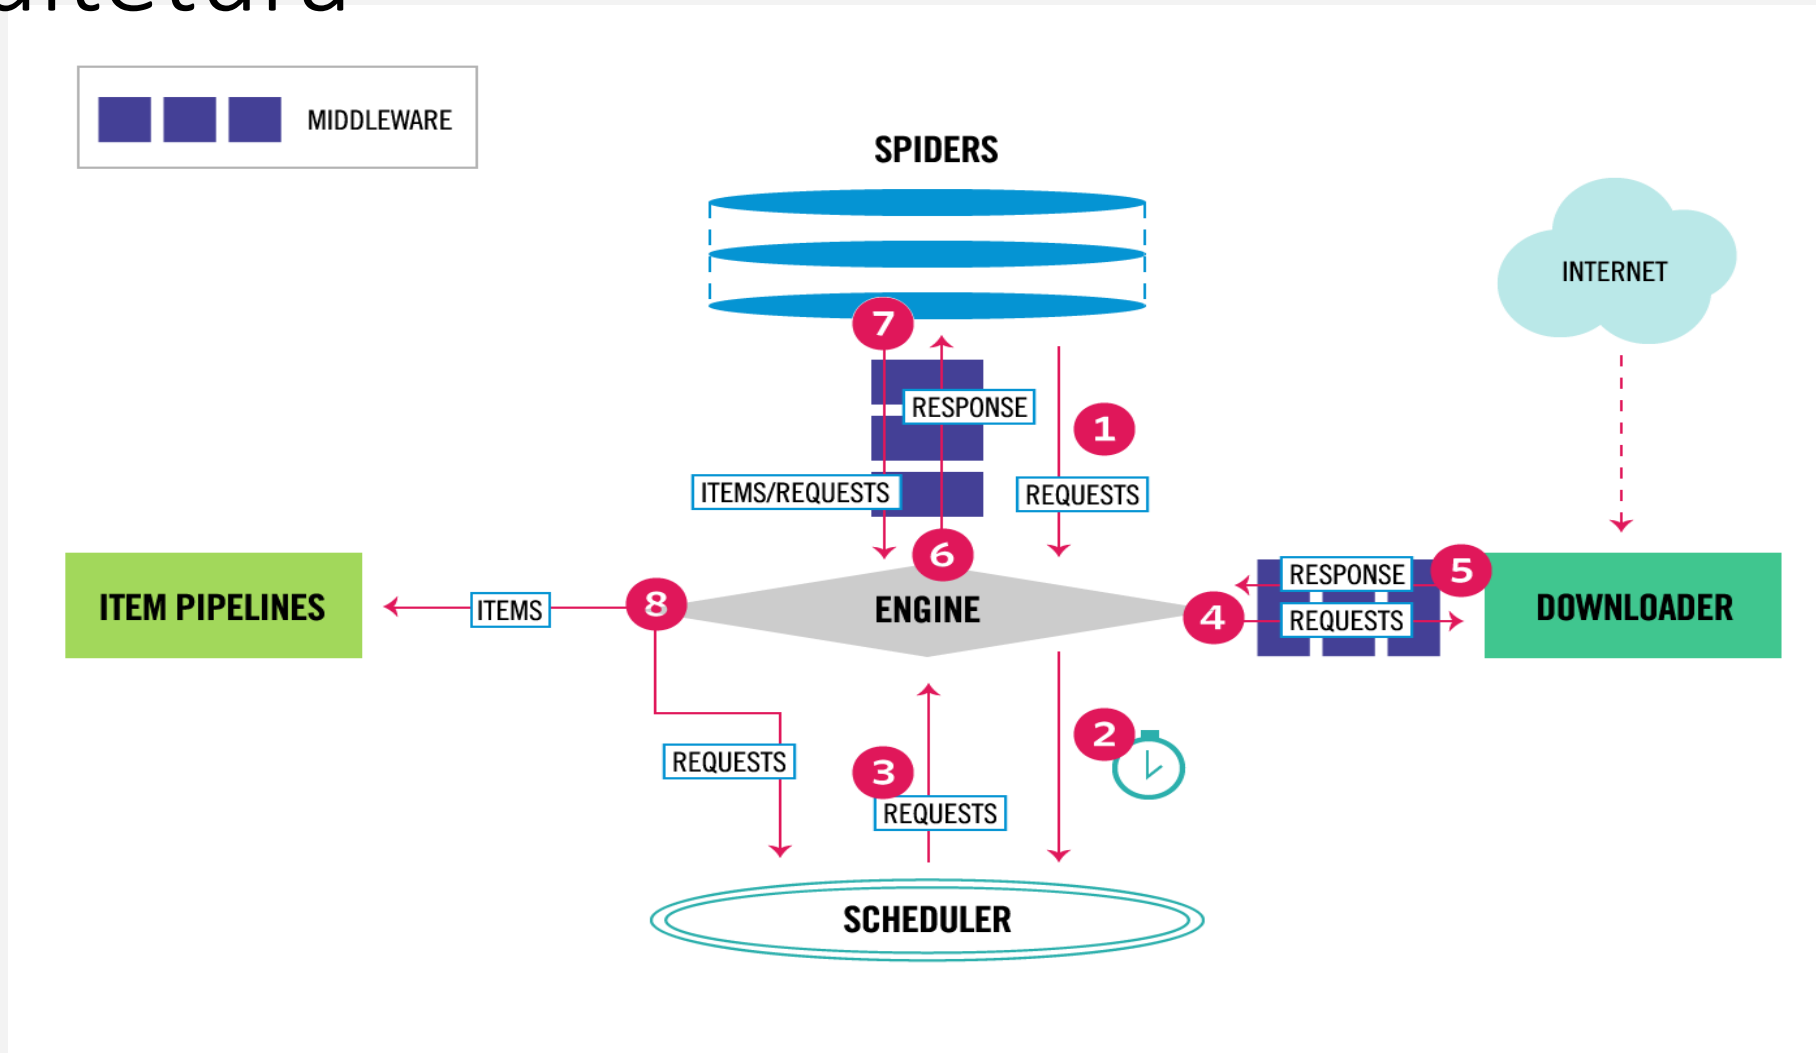 MIDDLEWARE
SPIDERS
INTERNET
7
RESPONSE
1
ITEMS/REQUESTS
REQUESTS
6
5
RESPONSE
ITEM PIPELINES
ITEMS
8
ENGINE
4
REQUESTS
DOWNLOADER
2
REQUESTS
3
REQUESTS
SCHEDULER